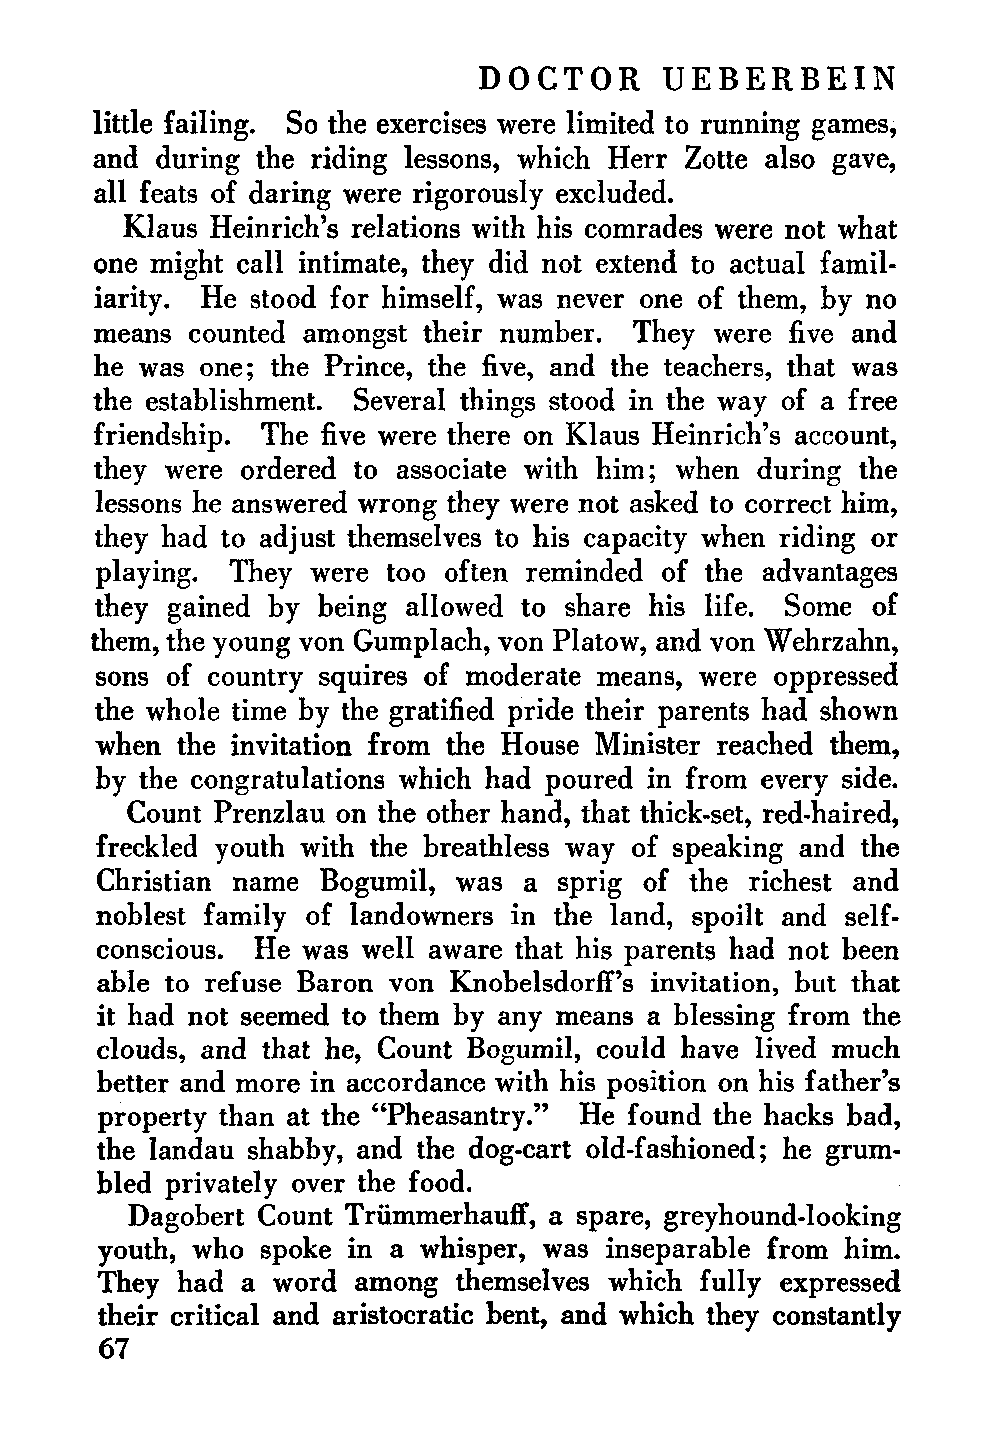 DOCTOR UEBERBEIN
little failing. So the exercises were limited to running games,
and during the riding lessons, which Herr Zotte also gave,
all feats of daring were rigorously excluded.
Klaus Heinrich's relations with his comrades were not what
one might call intimate, they did not extend to actual famil-
iarity. He stood for himself, was never one of them, by no
means counted amongst their number. They were five and
he was one; the Prince, the five, and the teachers, that was
the establishment. Several things stood in the way of a free
friendship. The five were there on Klaus Heinrich's account,
they were ordered to associate with him; when during the
lessons he answered wrong they were not asked to correct him,
they had to adjust themselves to his capacity when riding or
playing. They were too often reminded of the advantages
they gained by being allowed to share his life. Some of
them, the young von Gumplach, von Platow, and von Wehrzahn,
sons of country squires of moderate means, were oppressed
the whole time by the gratified pride their parents had shown
when the invitation from the House Minister reached them,
by the congratulations which had poured in from every side.
Count Prenzlau on the other hand, that thick-set, red-haired,
freckled youth with the breathless way of speaking and the
Christian name Bogumil, was a sprig of the richest and
noblest family of landowners in the land, spoilt and self-
conscious. He was well aware that his parents had not been
able to refuse Baron von Knobelsdorff's invitation, but that
it had not seemed to them by any means a blessing from the
clouds, and that he, Count Bogumil, could have lived much
better and more in accordance with his position on his father's
property than at the “Pheasantry.” He found the hacks bad,
the landau shabby, and the dog-cart old-fashioned; he grum-
bled privately over the food.
Dagobert Count Trümmerhauff, a spare, greyhound-looking
youth, who spoke in a whisper, was inseparable from him.
They had a word among themselves which fully expressed
their critical and aristocratic bent, and which they constantly
67